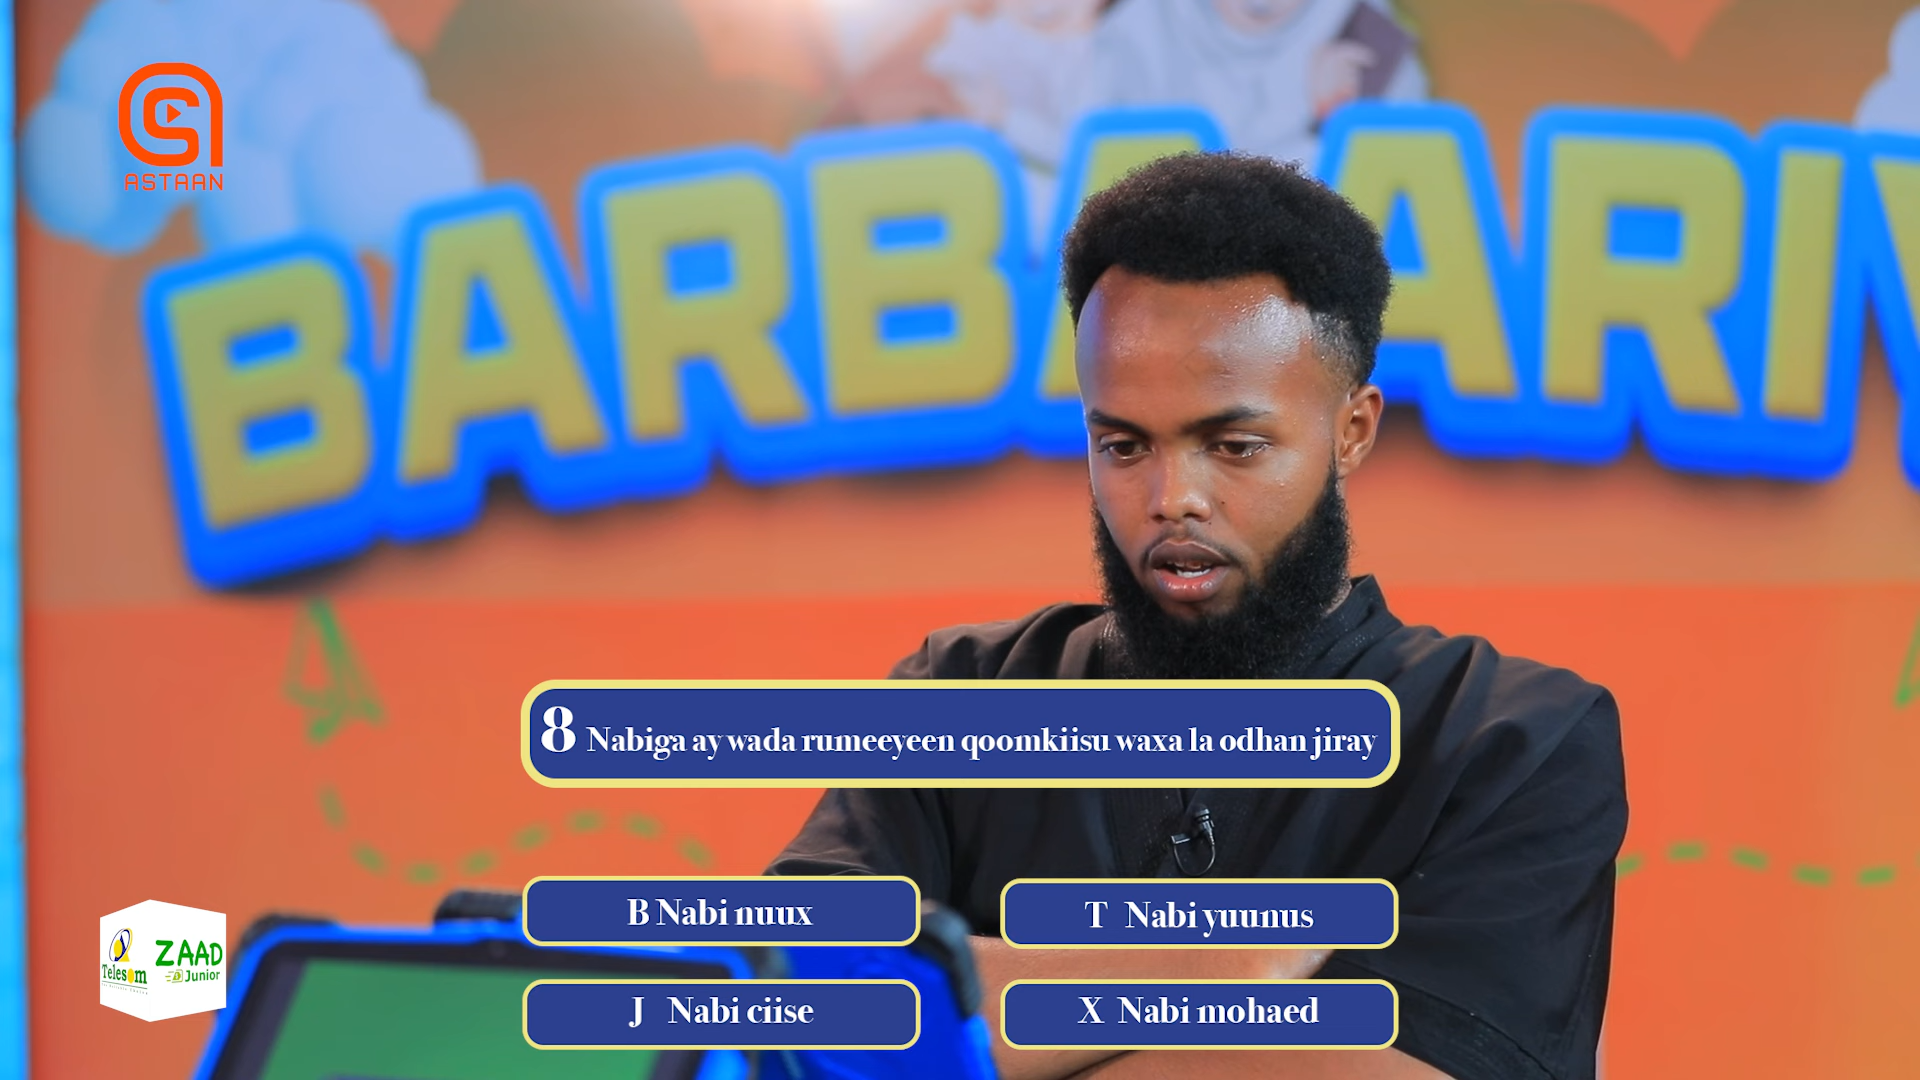 ASTAAN
BARBAARIY
8 Nabiga ay wada rumeeyeen qoomkiisu waxa la odhan jiray
B Nabi nuux
T Nabi yuunus
J Nabi ciise
X Nabi mohaed
Telesom
ZAAD
Junior